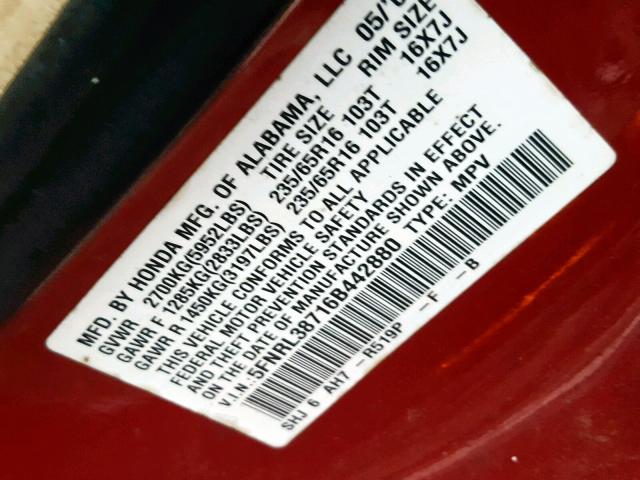 MFD. BY HONDA MFG. OF ALABAMA, LLC 05/
GVWR 2700KG(5952LBS) TIRE SIZE RIM SIZE
GAWR F 1285KG(2833LBS) 235/65R16 103T 16X7J
GAWR R 1450KG(3197LBS) 235/65R16 103T 16X7J
THIS VEHICLE CONFORMS TO ALL APPLICABLE
FEDERAL MOTOR VEHICLE SAFETY
AND THEFT PREVENTION STANDARDS IN EFFECT
ON THE DATE OF MANUFACTURE SHOWN ABOVE.
V.I.N.: 5FNRL38716B442880 TYPE: MPV
SHJ 6 AH7 - R519P - F - B